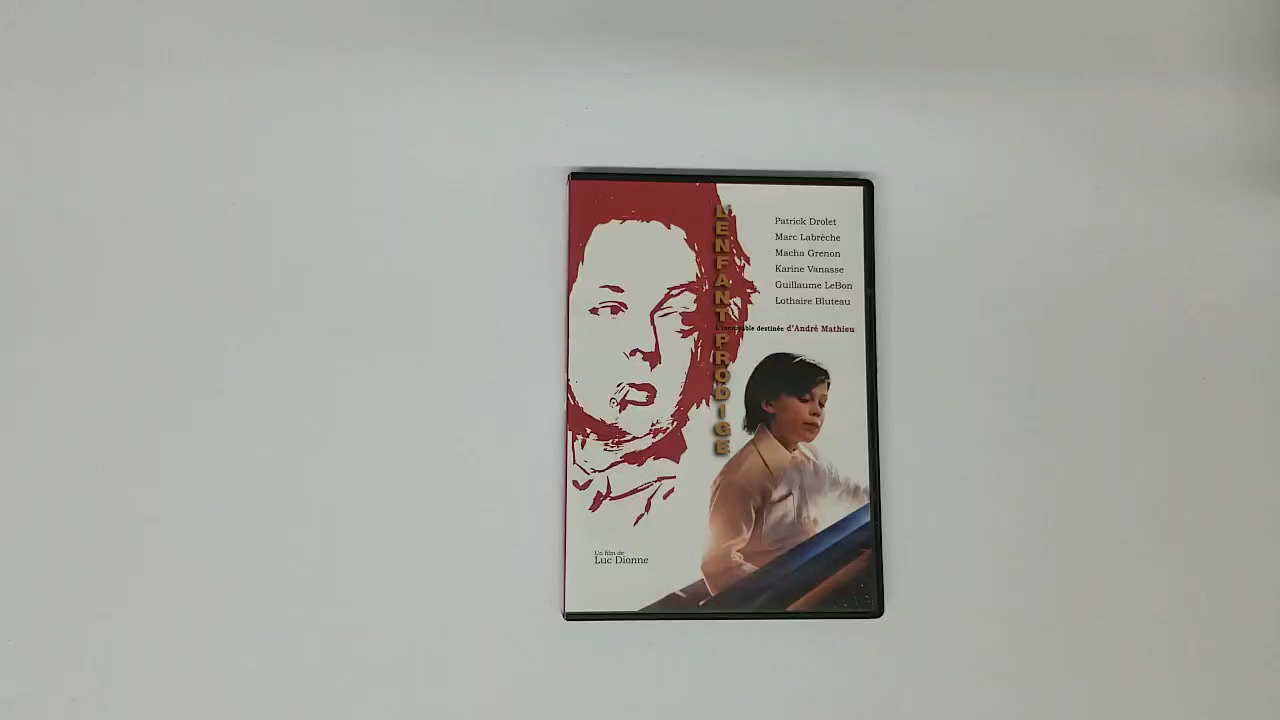 L'ENFANT PRODIGE
Patrick Drolet
Marc Labrèche
Macha Grenon
Karine Vanasse
Guillaume LeBon
Lothaire Bluteau
L'incroyable destinée d'André Mathieu
Un film de
Luc Dionne